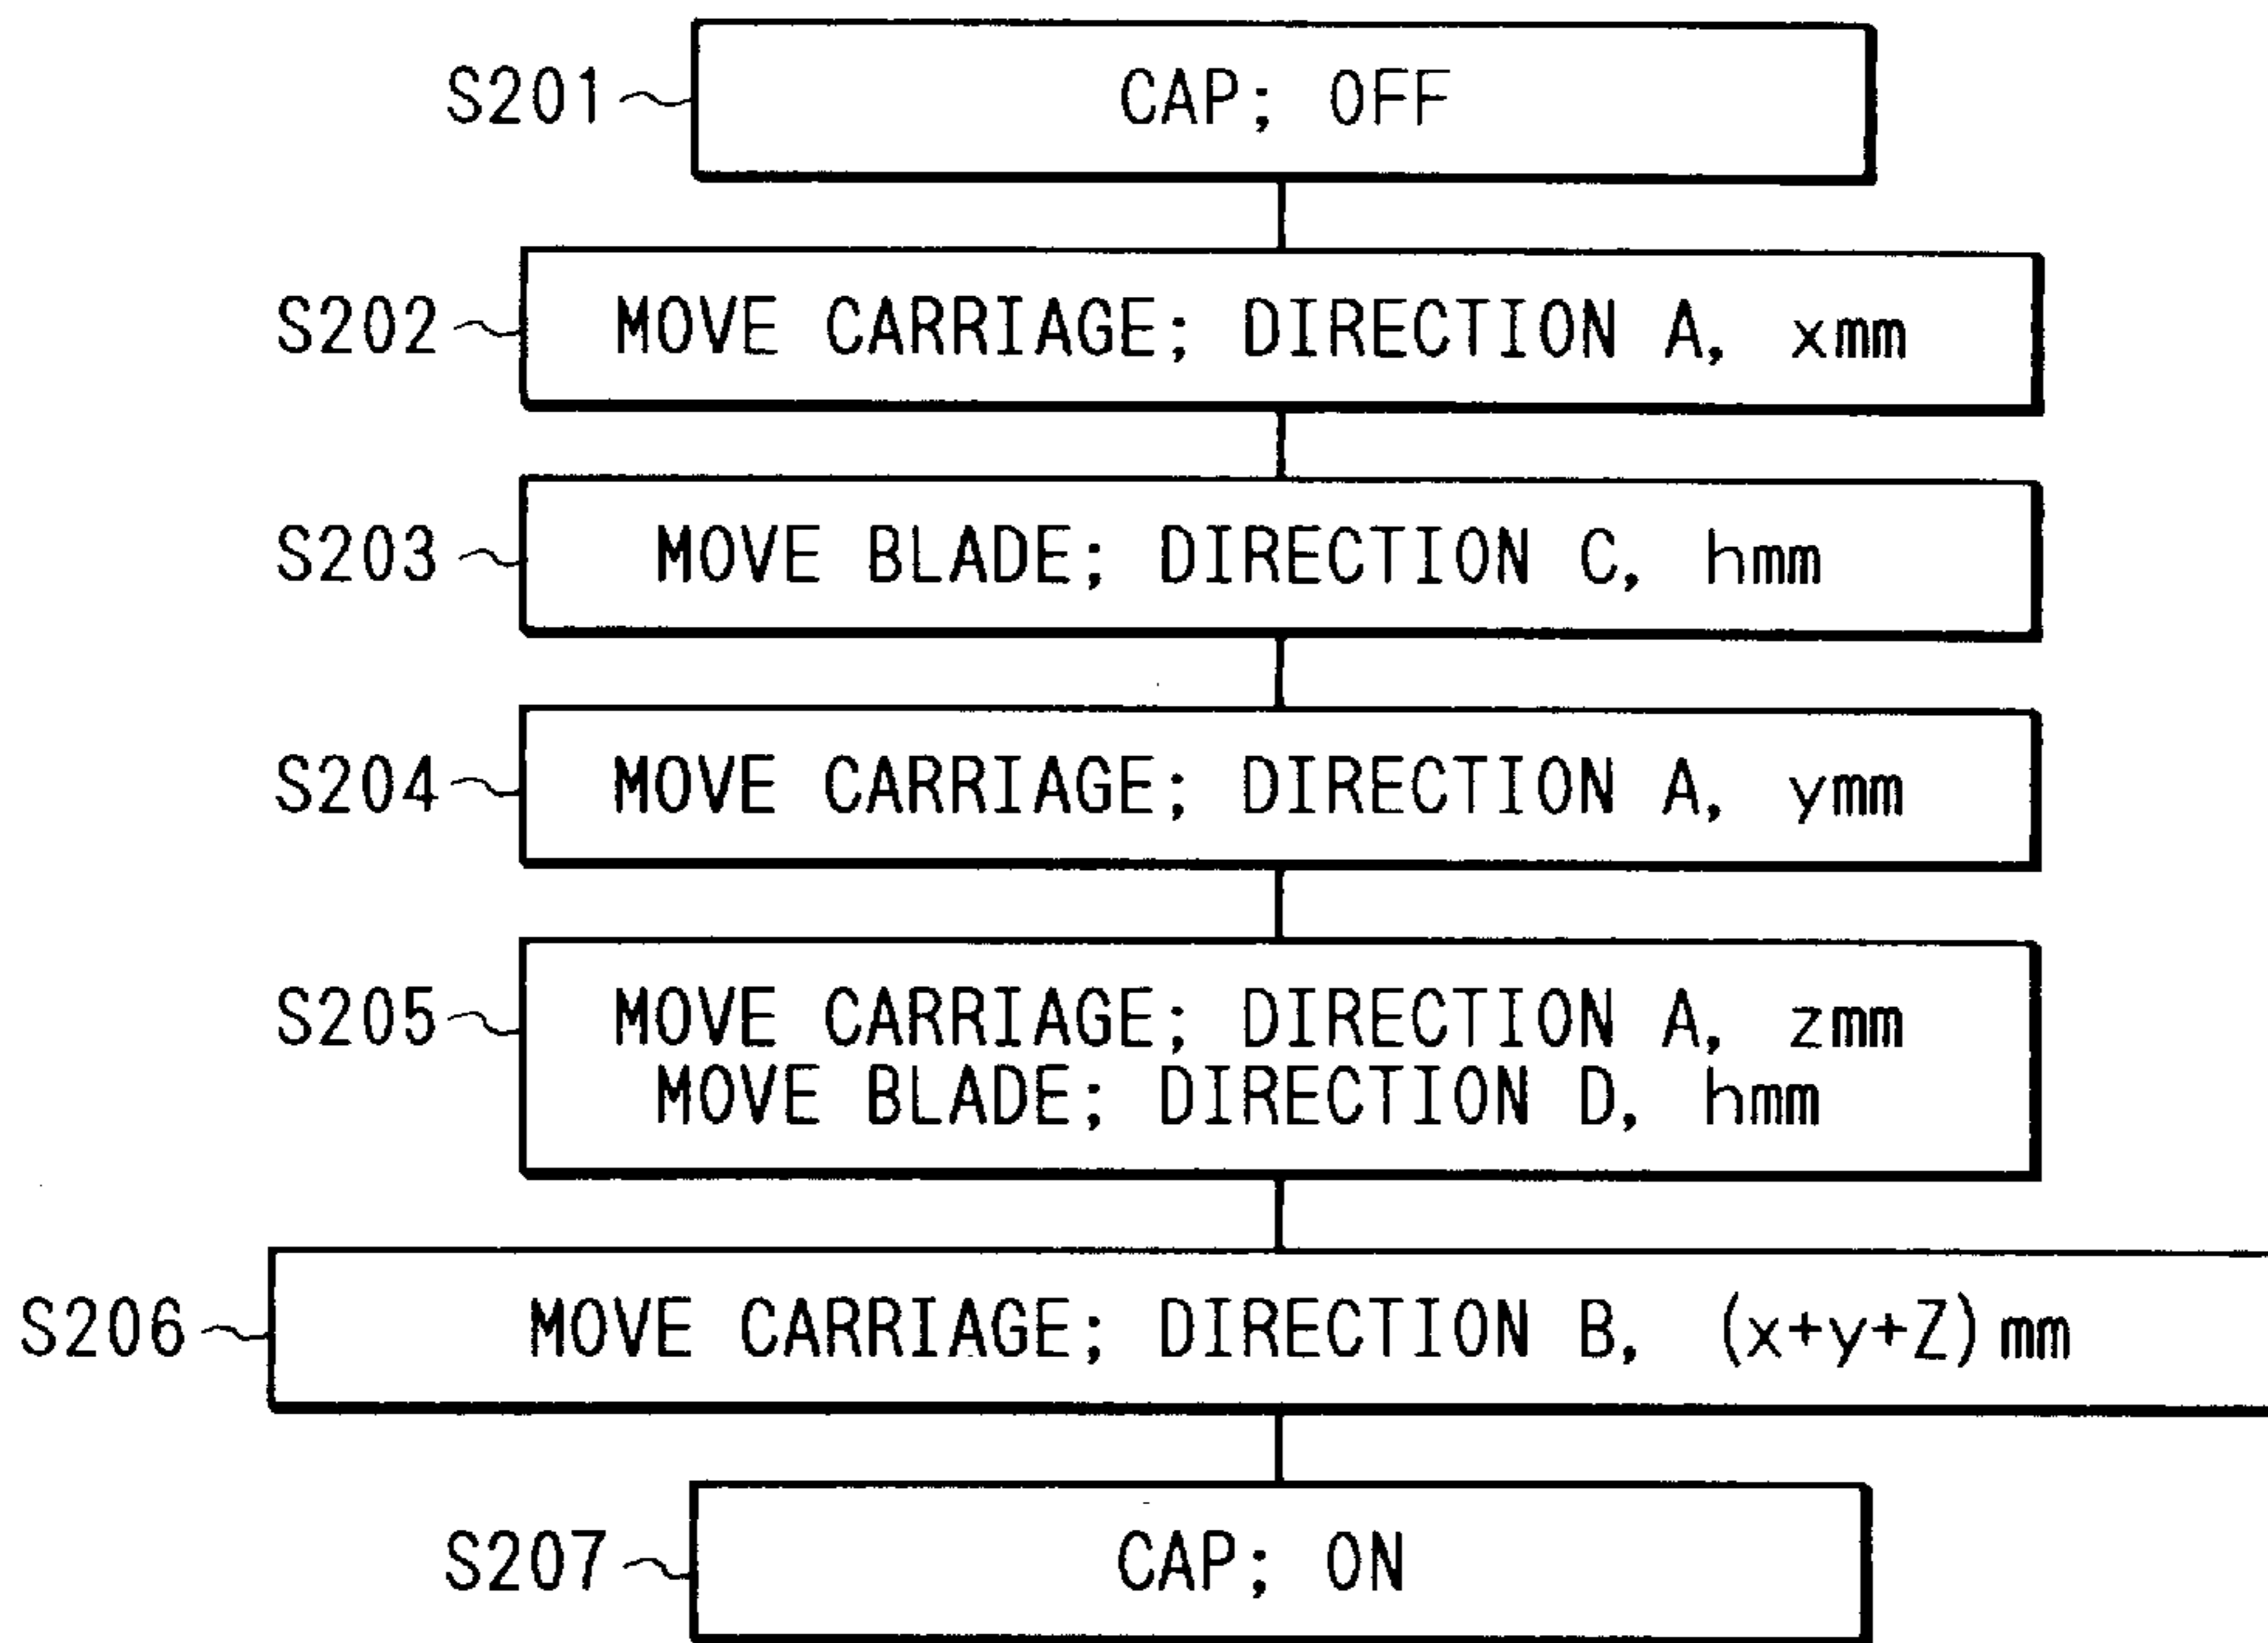 S201 CAP; OFF
S202 MOVE CARRIAGE; DIRECTION A, xmm
S203 MOVE BLADE; DIRECTION C, hmm
S204 MOVE CARRIAGE; DIRECTION A, ymm
S205 MOVE CARRIAGE; DIRECTION A, zmm
MOVE BLADE; DIRECTION D, hmm
S206 MOVE CARRIAGE; DIRECTION B, (x+y+Z)mm
S207 CAP; ON